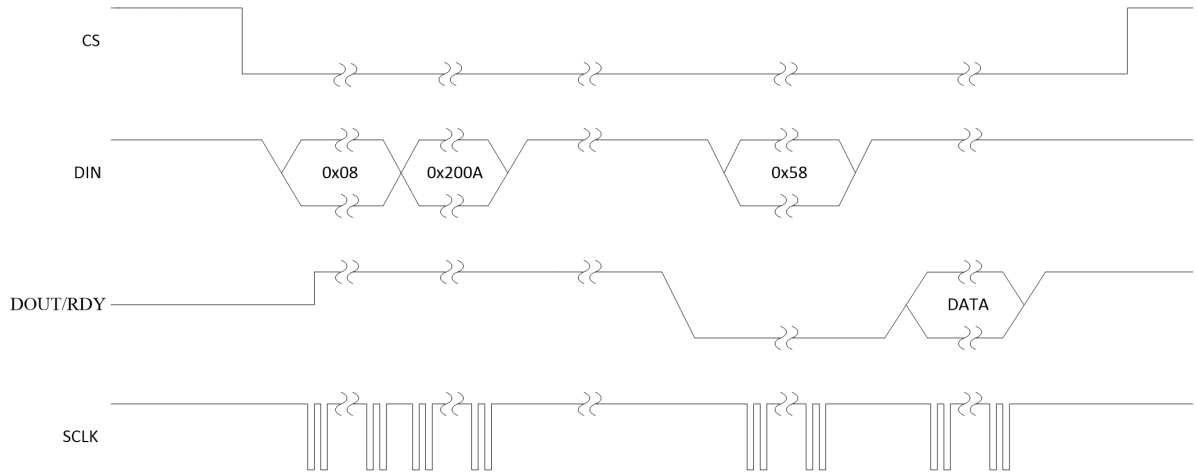 CS
DIN
0x08
0x200A
0x58
DOUT/RDY
DATA
SCLK